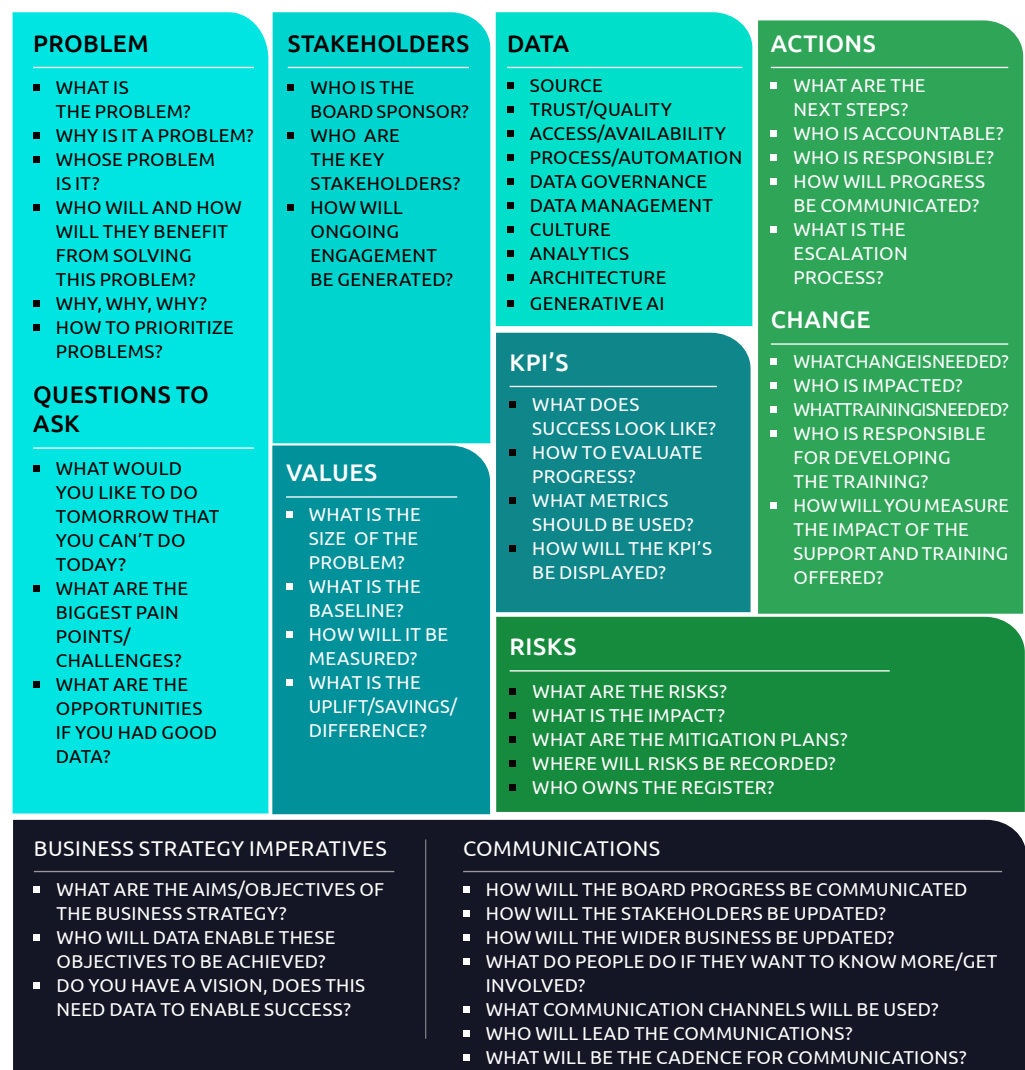 PROBLEM
WHAT IS
THE PROBLEM?
WHY IS IT A PROBLEM?
WHOSE PROBLEM
IS IT?
WHO WILL AND HOW
WILL THEY BENEFIT
FROM SOLVING
THIS PROBLEM?
WHY, WHY, WHY?
HOW TO PRIORITIZE
PROBLEMS?
QUESTIONS TO
ASK
WHAT WOULD
YOU LIKE TO DO
TOMORROW THAT
YOU CAN'T DO
TODAY?
WHAT ARE THE
BIGGEST PAIN
POINTS/
CHALLENGES?
WHAT ARE THE
OPPORTUNITIES
IF YOU HAD GOOD
DATA?
STAKEHOLDERS
WHO IS THE
BOARD SPONSOR?
WHO ARE
THE KEY
STAKEHOLDERS?
HOW WILL
ONGOING
ENGAGEMENT
BE GENERATED?
VALUES
WHAT IS THE
SIZE OF THE
PROBLEM?
WHAT IS THE
BASELINE?
HOW WILL IT BE
MEASURED?
WHAT IS THE
UPLIFT/SAVINGS/
DIFFERENCE?
DATA
SOURCE
TRUST/QUALITY
ACCESS/AVAILABILITY
PROCESS/AUTOMATION
DATA GOVERNANCE
DATA MANAGEMENT
CULTURE
ANALYTICS
ARCHITECTURE
GENERATIVE AI
KPI'S
WHAT DOES
SUCCESS LOOK LIKE?
HOW TO EVALUATE
PROGRESS?
WHAT METRICS
SHOULD BE USED?
HOW WILL THE KPI'S
BE DISPLAYED?
ACTIONS
WHAT ARE THE
NEXT STEPS?
WHO IS ACCOUNTABLE?
WHO IS RESPONSIBLE?
HOW WILL PROGRESS
BE COMMUNICATED?
WHAT IS THE
ESCALATION
PROCESS?
CHANGE
WHATCHANGEISNEEDED?
WHO IS IMPACTED?
WHATTRAININGISNEEDED?
WHO IS RESPONSIBLE
FOR DEVELOPING
THE TRAINING?
HOW WILL YOU MEASURE
THE IMPACT OF THE
SUPPORT AND TRAINING
OFFERED?
RISKS
WHAT ARE THE RISKS?
WHAT IS THE IMPACT?
WHAT ARE THE MITIGATION PLANS?
WHERE WILL RISKS BE RECORDED?
WHO OWNS THE REGISTER?
BUSINESS STRATEGY IMPERATIVES
WHAT ARE THE AIMS/OBJECTIVES OF
THE BUSINESS STRATEGY?
WHO WILL DATA ENABLE THESE
OBJECTIVES TO BE ACHIEVED?
DO YOU HAVE A VISION, DOES THIS
NEED DATA TO ENABLE SUCCESS?
COMMUNICATIONS
HOW WILL THE BOARD PROGRESS BE COMMUNICATED
HOW WILL THE STAKEHOLDERS BE UPDATED?
HOW WILL THE WIDER BUSINESS BE UPDATED?
WHAT DO PEOPLE DO IF THEY WANT TO KNOW MORE/GET
INVOLVED?
WHAT COMMUNICATION CHANNELS WILL BE USED?
WHO WILL LEAD THE COMMUNICATIONS?
WHAT WILL BE THE CADENCE FOR COMMUNICATIONS?